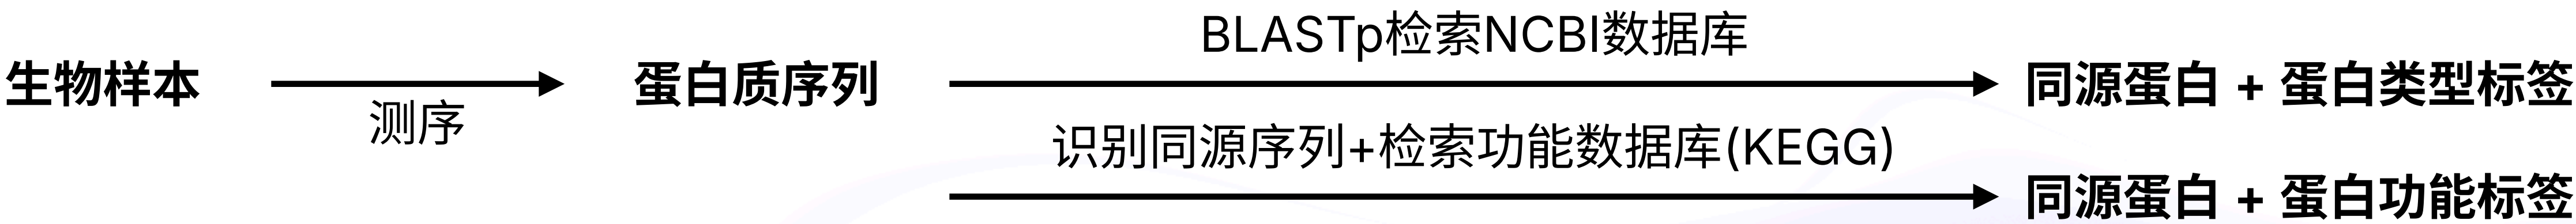 BLASTp检索NCBI数据库
生物样本 测序 蛋白质序列 同源蛋白 + 蛋白类型标签
识别同源序列+检索功能数据库(KEGG)
同源蛋白 + 蛋白功能标签